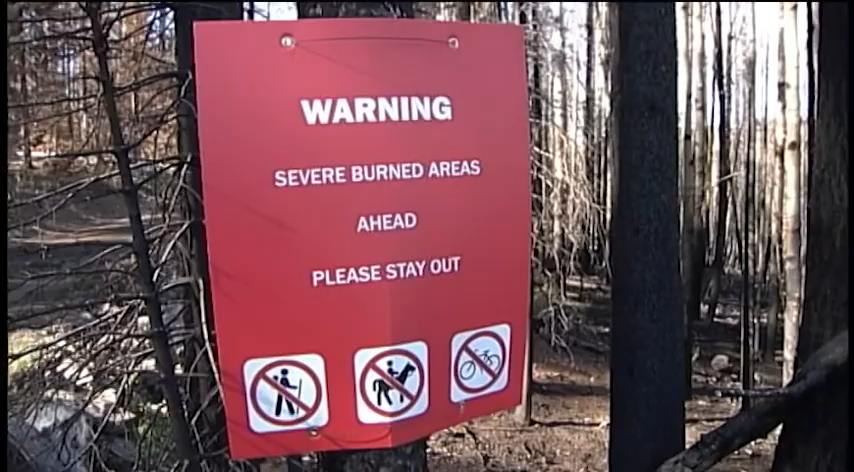 WARNING
SEVERE BURNED AREAS
AHEAD
PLEASE STAY OUT